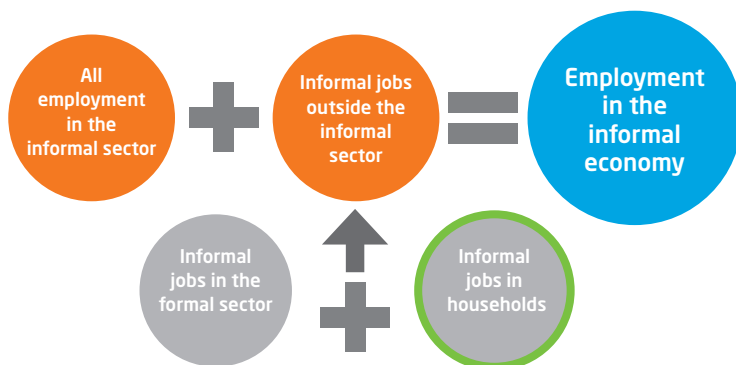 All
employment
in the
informal sector
Informal jobs
outside the
informal
sector
Employment
in the
informal
economy
Informal
jobs in the
formal sector
Informal
jobs in
households